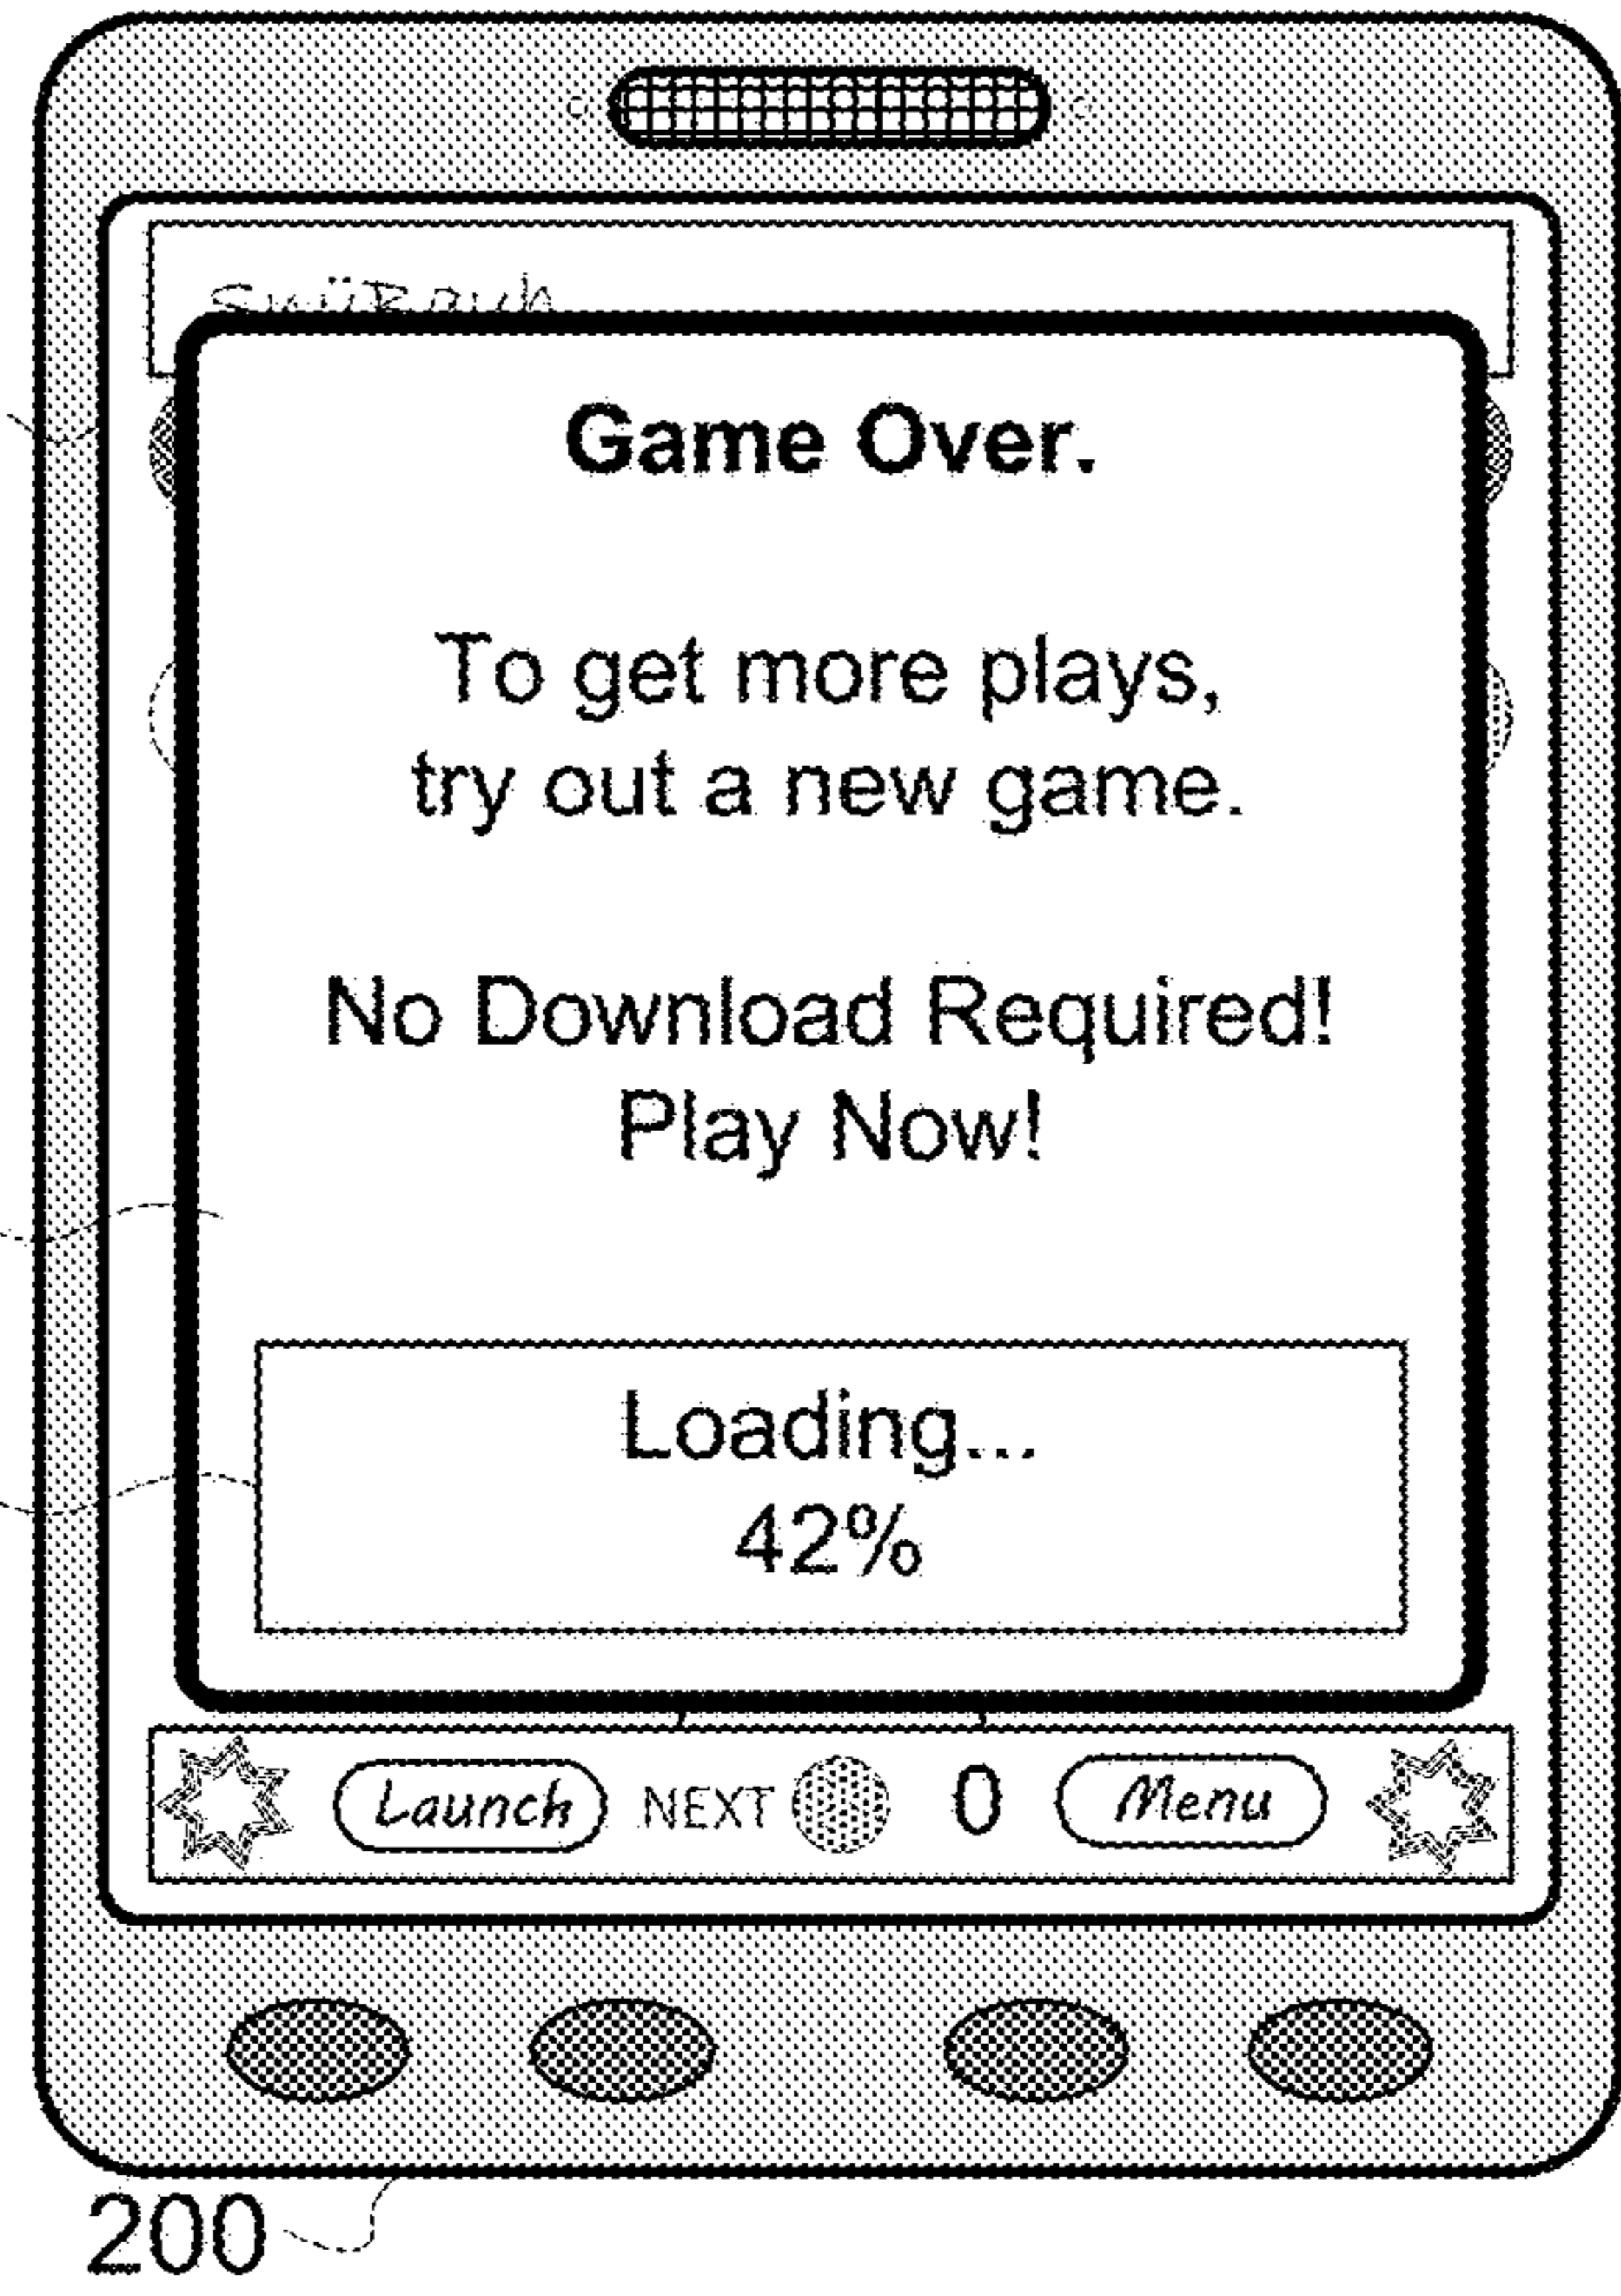 Game Over.
To get more plays,
try out a new game.
No Download Required!
Play Now!
Loading...
42%
Launch NEXT 0 Menu
200